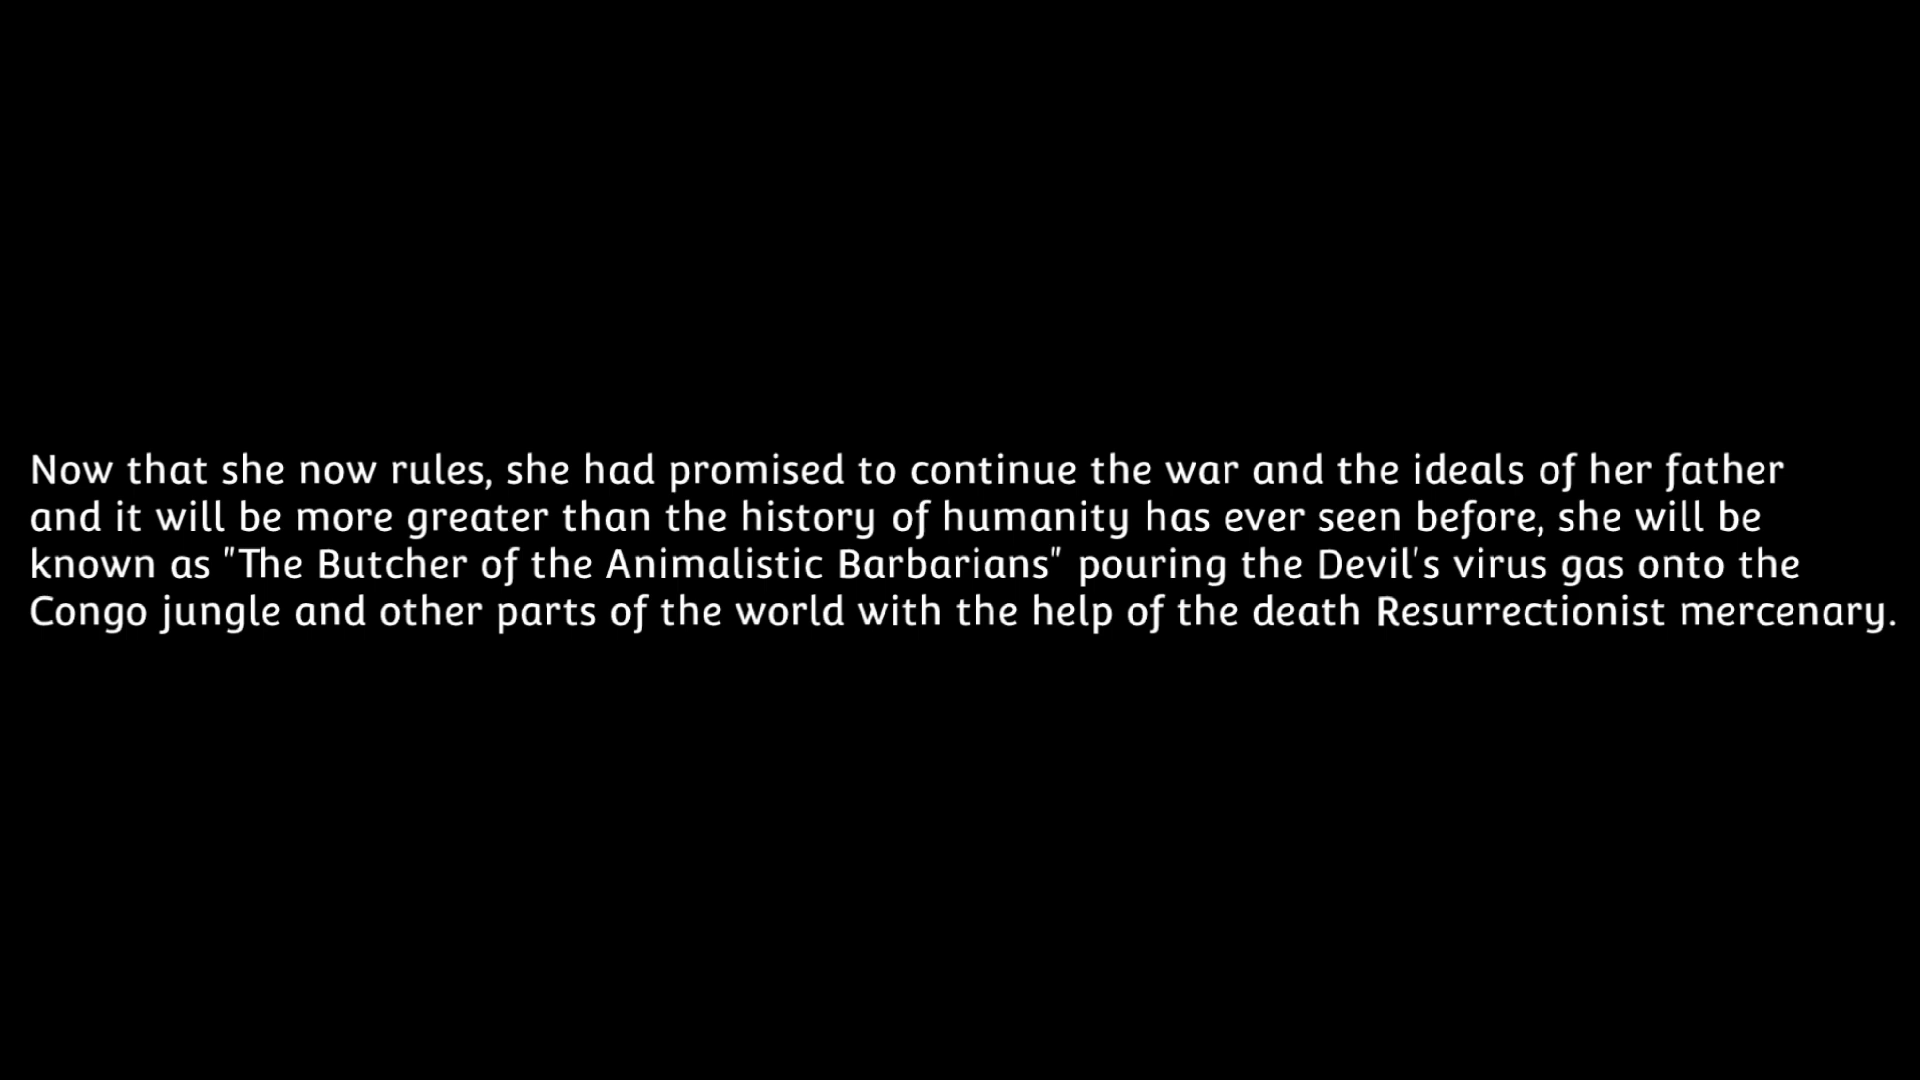 Now that she now rules, she had promised to continue the war and the ideals of her father
and it will be more greater than the history of humanity has ever seen before, she will be
known as "The Butcher of the Animalistic Barbarians" pouring the Devil's virus gas onto the
Congo jungle and other parts of the world with the help of the death Resurrectionist mercenary.